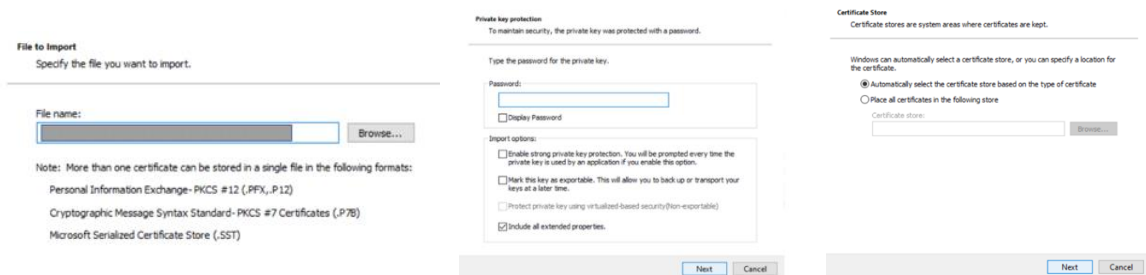 File to Import
Specify the file you want to import.
File name:
Browse...
Note: More than one certificate can be stored in a single file in the following formats:
Personal Information Exchange- PKCS #12 (.PFX,.P12)
Cryptographic Message Syntax Standard- PKCS #7 Certificates (.P7B)
Microsoft Serialized Certificate Store (.SST)
Private key protection
To maintain security, the private key was protected with a password.
Type the password for the private key.
Password:
Display Password
Import options:
Enable strong private key protection. You will be prompted every time the
private key is used by an application if you enable this option.
Mark this key as exportable. This will allow you to back up or transport your
keys at a later time.
Protect private key using virtualized-based security(Non-exportable)
Include all extended properties.
Next Cancel
Certificate Store
Certificate stores are system areas where certificates are kept.
Windows can automatically select a certificate store, or you can specify a location for
the certificate.
Automatically select the certificate store based on the type of certificate
Place all certificates in the following store
Certificate store:
Browse...
Next Cancel